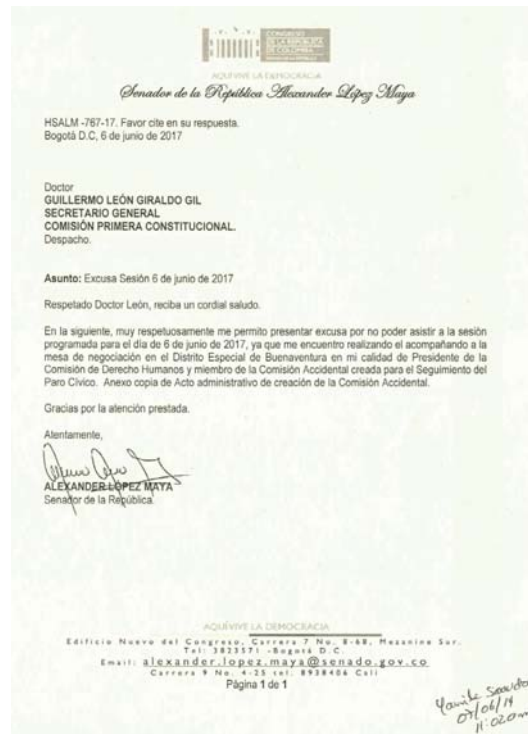 CONGRESO
DE LA REPÚBLICA
DE COLOMBIA
AQUÍ VIVE LA DEMOCRACIA
Senador de la República Alexander López Maya
HSALM -767-17. Favor cite en su respuesta.
Bogotá D.C, 6 de junio de 2017
Doctor
GUILLERMO LEÓN GIRALDO GIL
SECRETARIO GENERAL
COMISIÓN PRIMERA CONSTITUCIONAL.
Despacho.
Asunto: Excusa Sesión 6 de junio de 2017
Respetado Doctor León, reciba un cordial saludo.
En la siguiente, muy respetuosamente me permito presentar excusa por no poder asistir a la sesión
programada para el día de 6 de junio de 2017, ya que me encuentro realizando el acompañando a la
mesa de negociación en el Distrito Especial de Buenaventura en mi calidad de Presidente de la
Comisión de Derecho Humanos y miembro de la Comisión Accidental creada para el Seguimiento del
Paro Cívico. Anexo copia de Acto administrativo de creación de la Comisión Accidental.
Gracias por la atención prestada.
Atentamente,
ALEXANDER LÓPEZ MAYA
Senador de la República.
AQUÍ VIVE LA DEMOCRACIA
Edificio Nuevo del Congreso, Carrera 7 No. 8-68, Mezanine Sur.
Tel: 3823571 -Bogotá D.C.
Email: alexander.lopez.maya@senado.gov.co
Carrera 9 No. 4-25 tel. 8938406 Cali
Página 1 de 1
11:02am